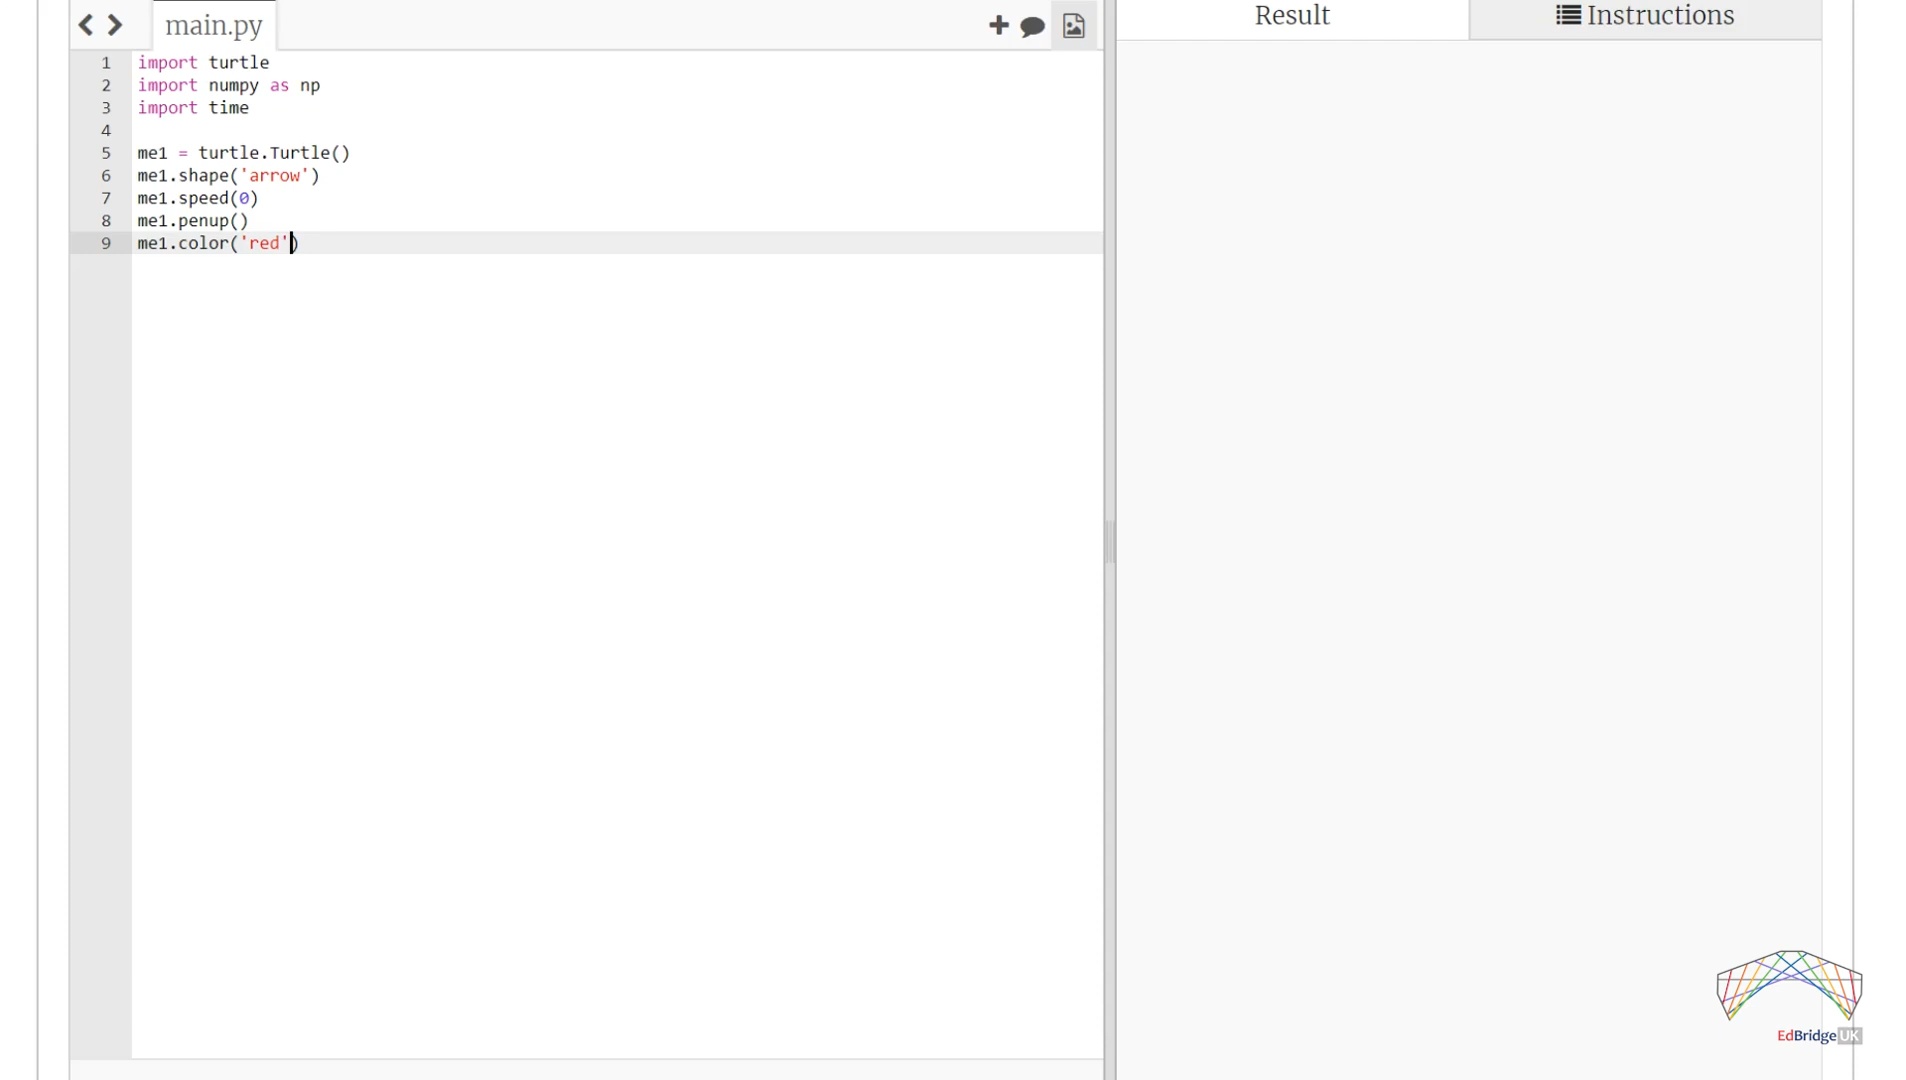 main.py
Result
Instructions
1 import turtle
2 import numpy as np
3 import time
4
5 me1 = turtle.Turtle()
6 me1.shape('arrow')
7 me1.speed(0)
8 me1.penup()
9 me1.color('red')
EdBridge UK